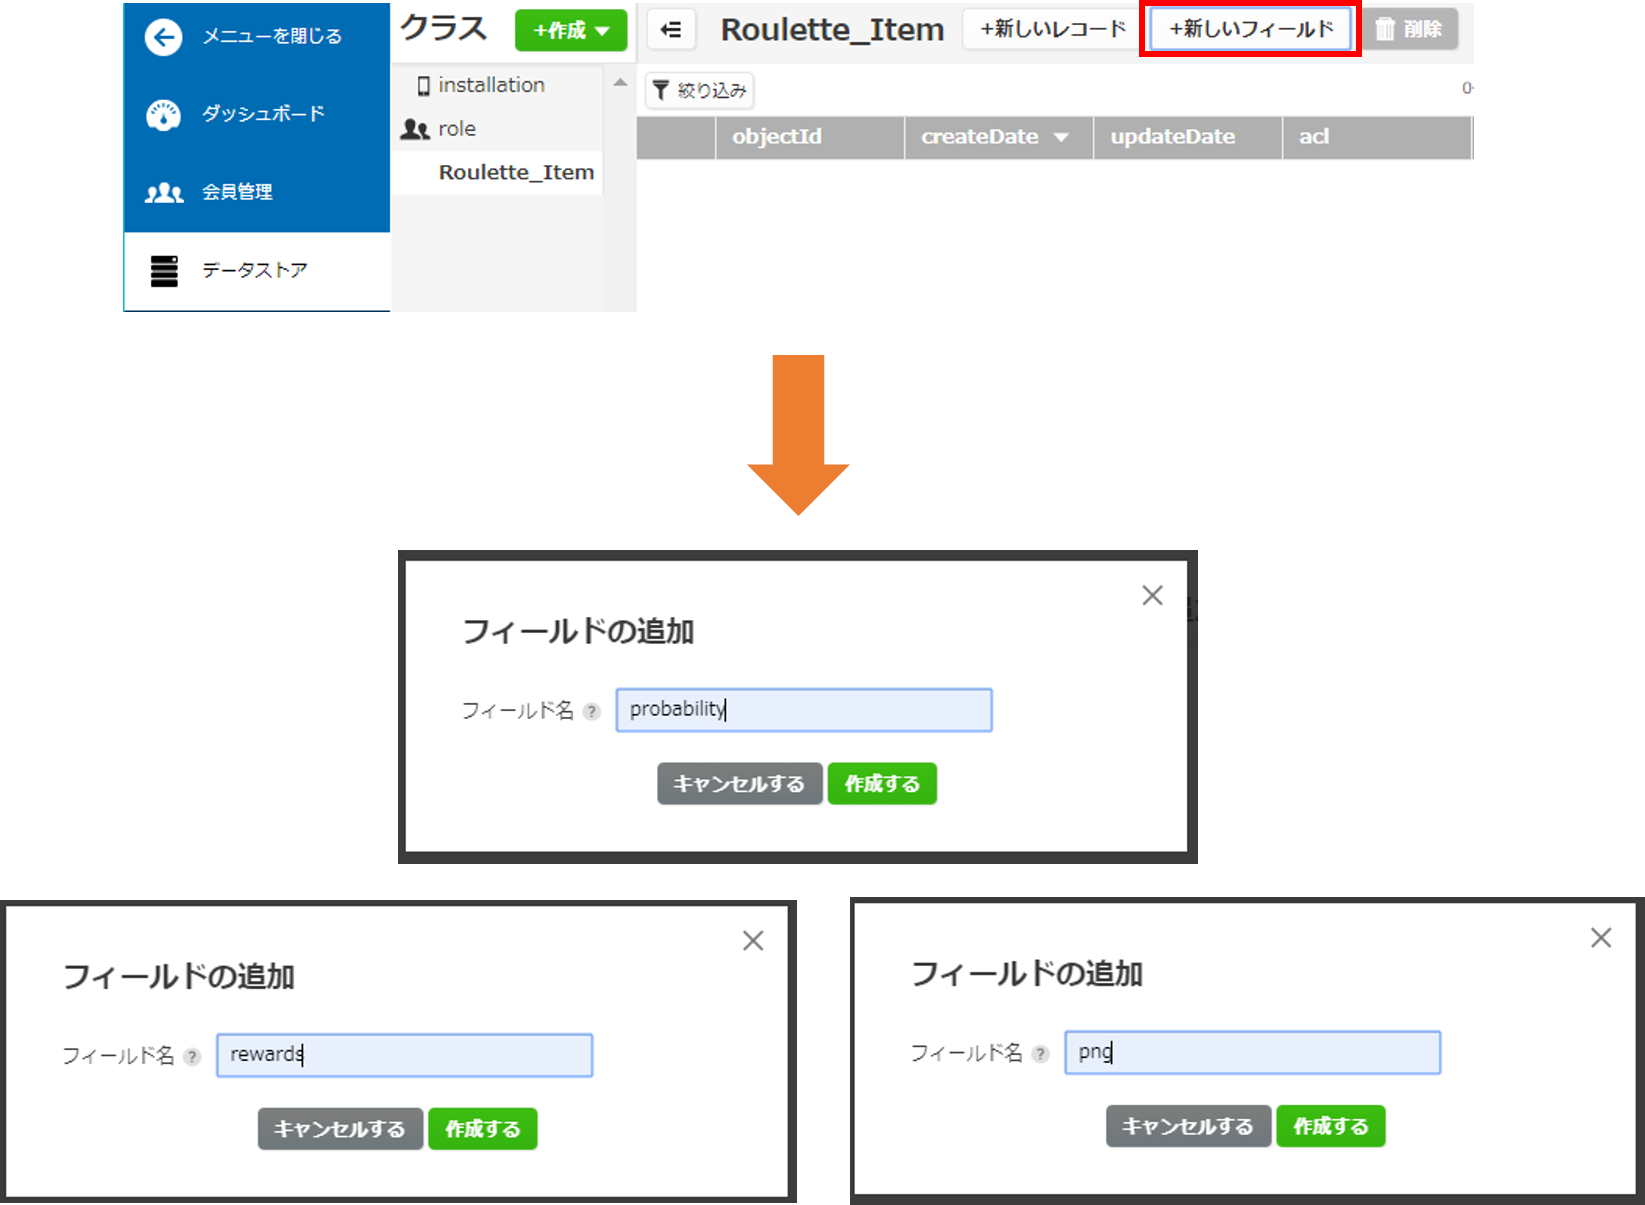 メニューを閉じる
ダッシュボード
会員管理
データストア
クラス
+作成
installation
role
Roulette_Item
Roulette_Item
+新しいレコード
+新しいフィールド
削除
絞り込み
objectId createDate updateDate acl
フィールドの追加
フィールド名 ? probability
キャンセルする 作成する
フィールドの追加
フィールド名 ? rewards
キャンセルする 作成する
フィールドの追加
フィールド名 ? png
キャンセルする 作成する